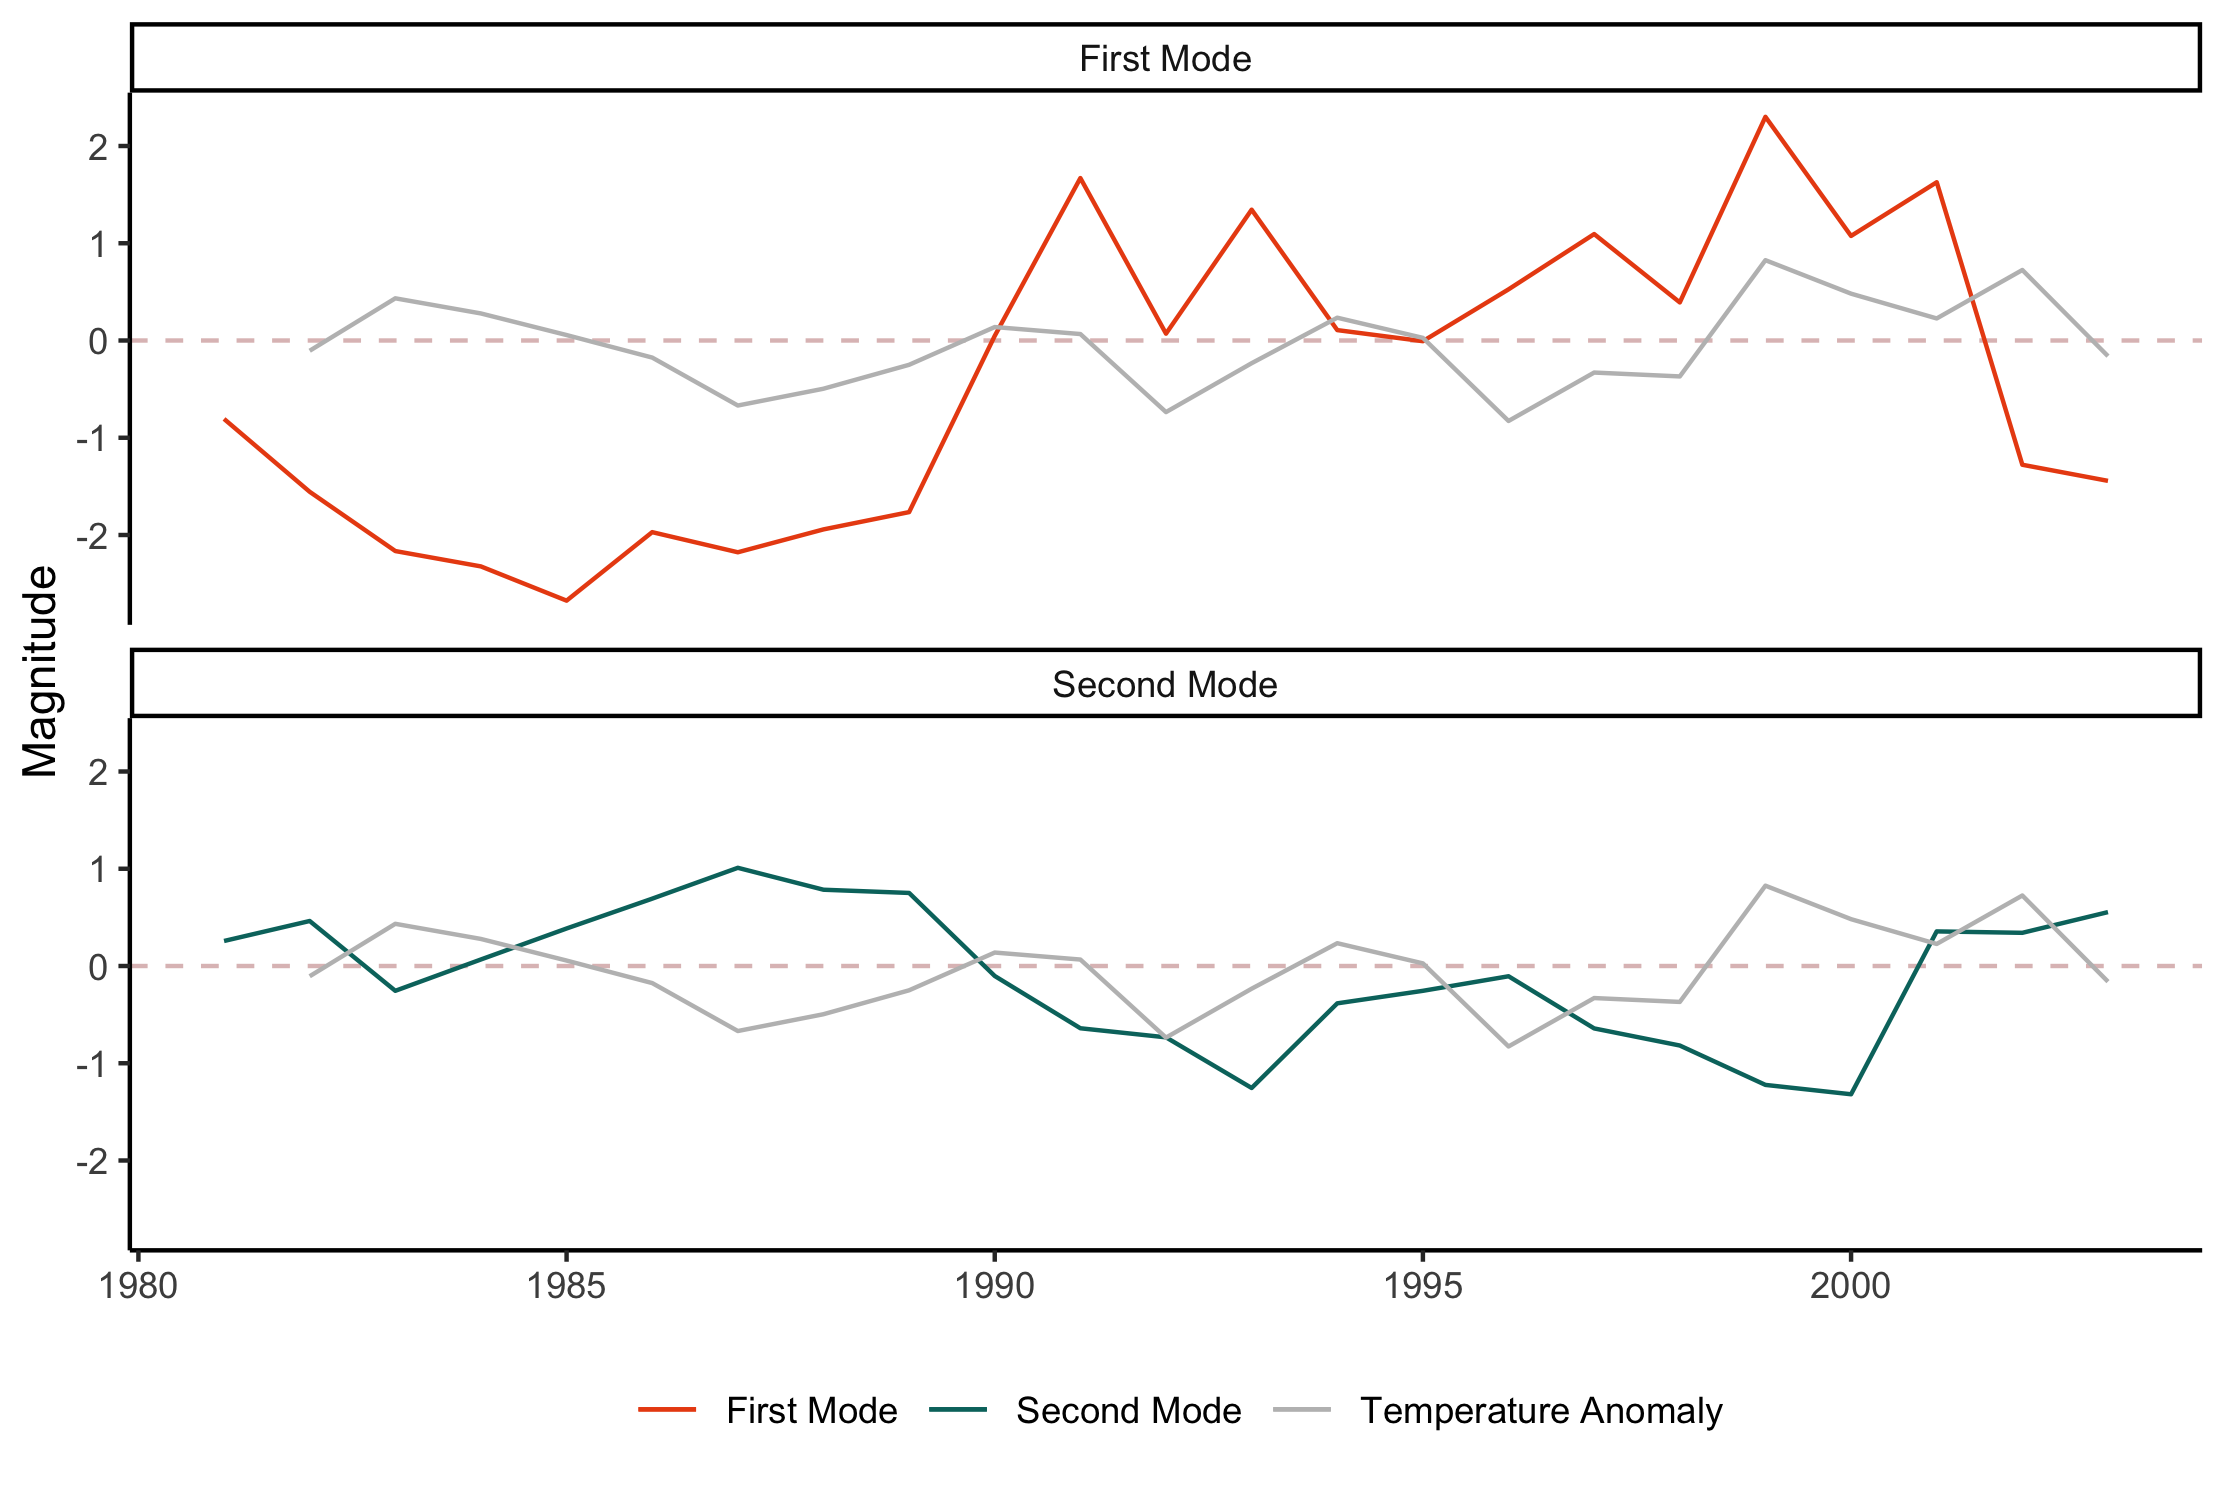 First Mode
2
1
0
-1
-2
Magnitude
Second Mode
2
1
0
-1
-2
1980 1985 1990 1995 2000
First Mode Second Mode Temperature Anomaly